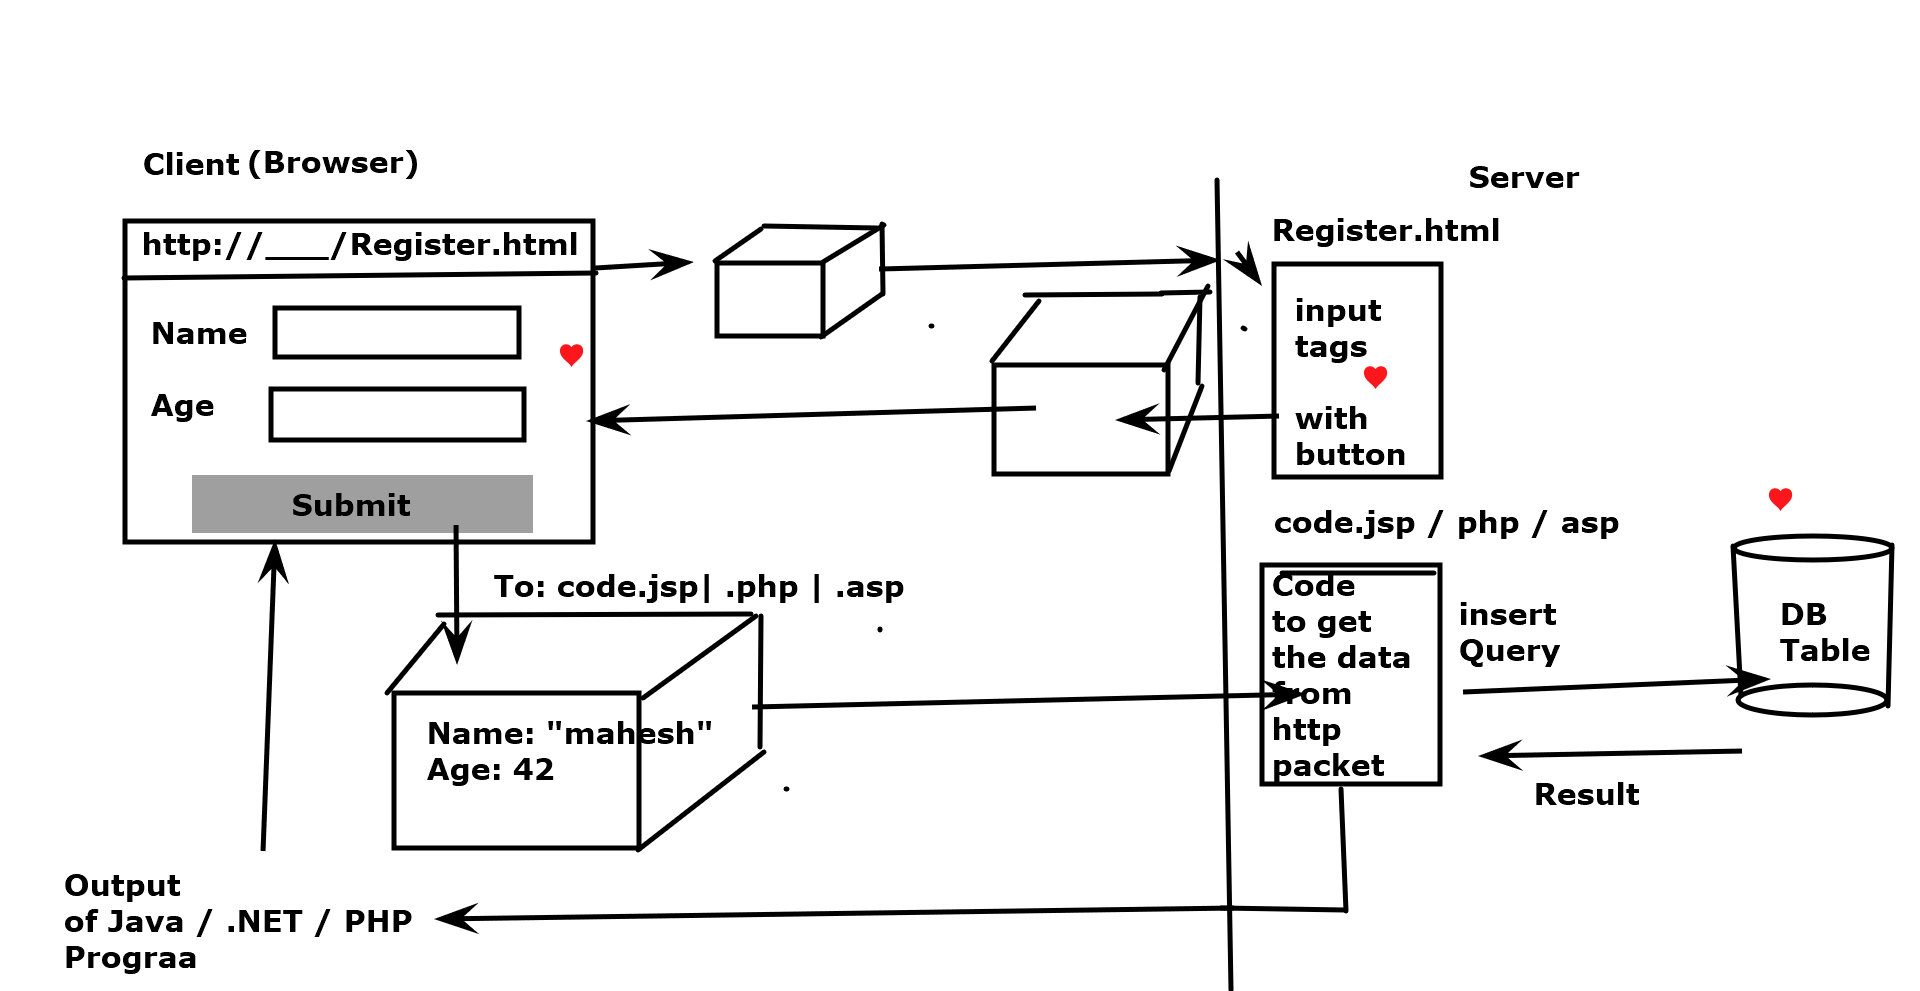 Client (Browser)
Server
http://___/Register.html
Register.html
Name
Age
Submit
input
tags
with
button
code.jsp / php / asp
To: code.jsp| .php | .asp
Code
to get
the data
from
http
packet
insert
Query
DB
Table
Name: "mahesh"
Age: 42
Result
Output
of Java / .NET / PHP
Prograa